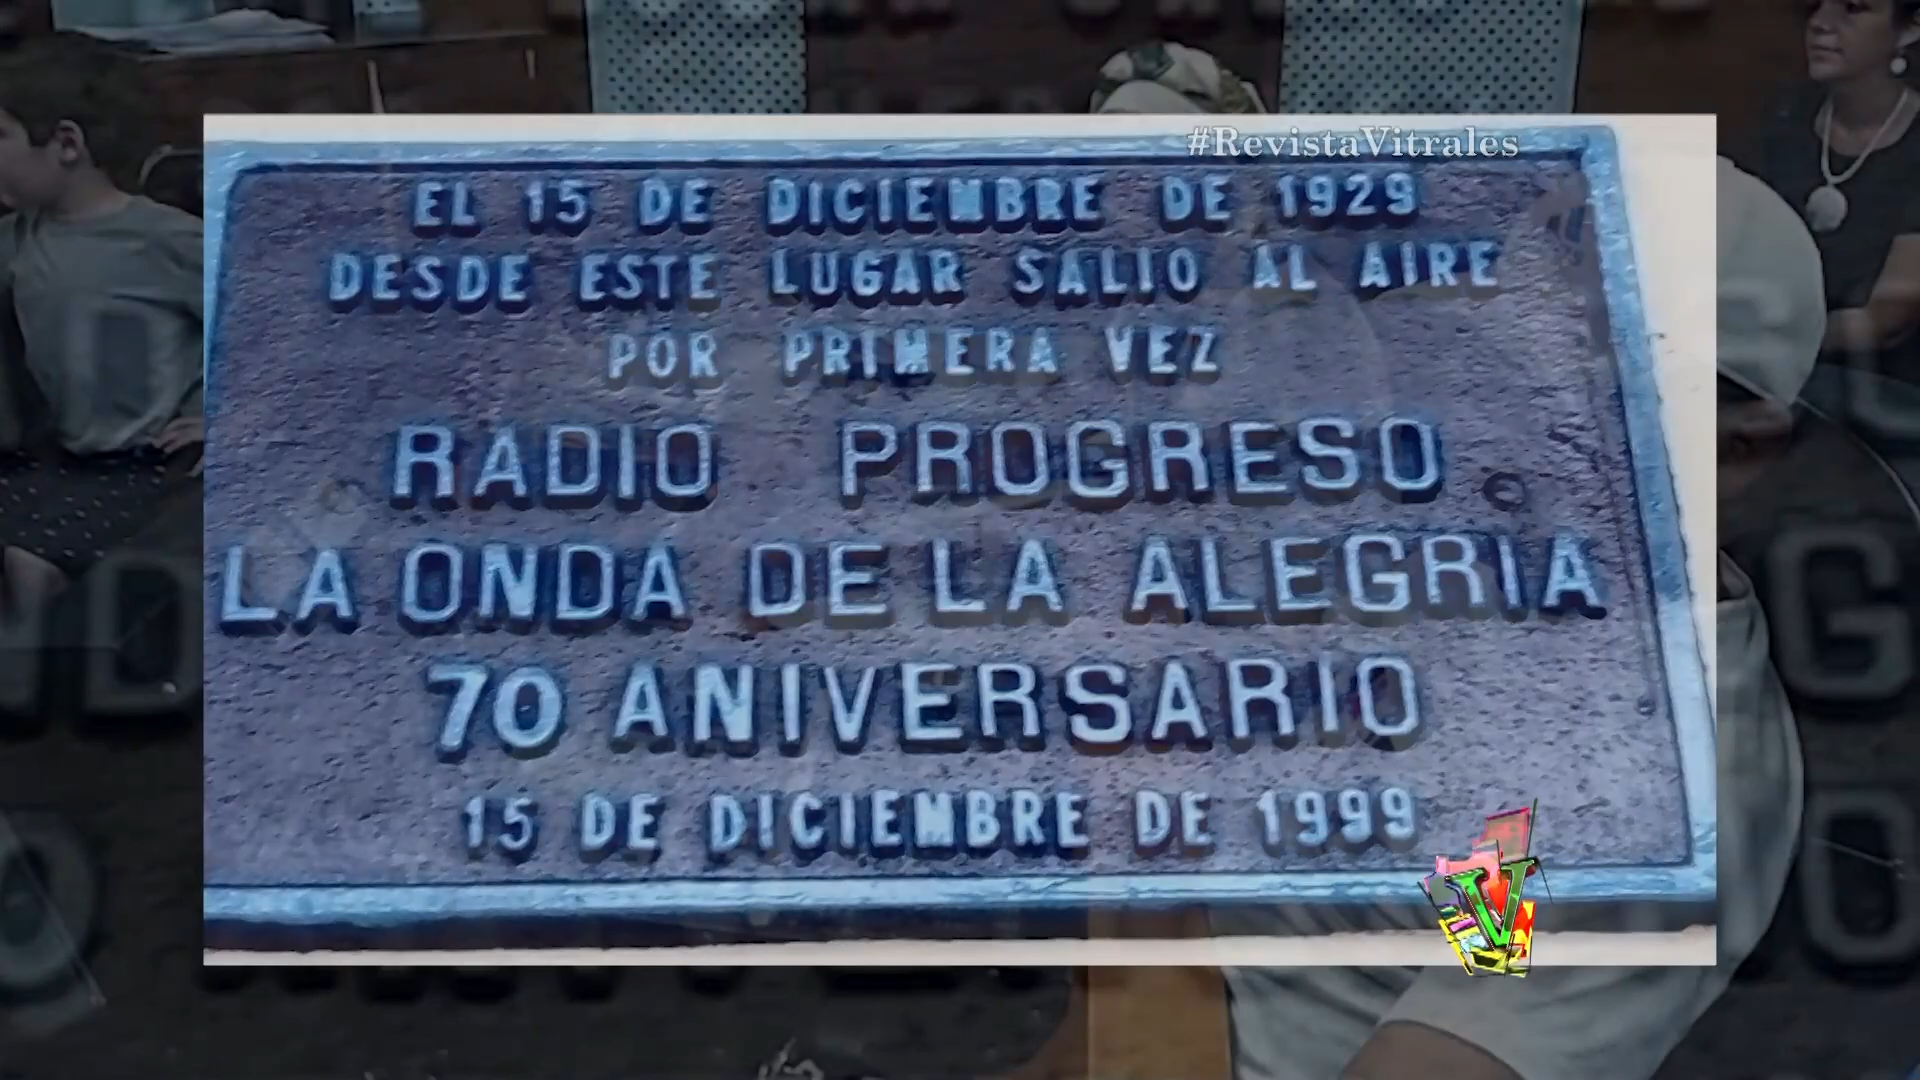 #RevistaVitrales
EL 15 DE DICIEMBRE DE 1929
DESDE ESTE LUGAR SALIO AL AIRE
POR PRIMERA VEZ
RADIO PROGRESO
LA ONDA DE LA ALEGRIA
70 ANIVERSARIO
15 DE DICIEMBRE DE 1999
V